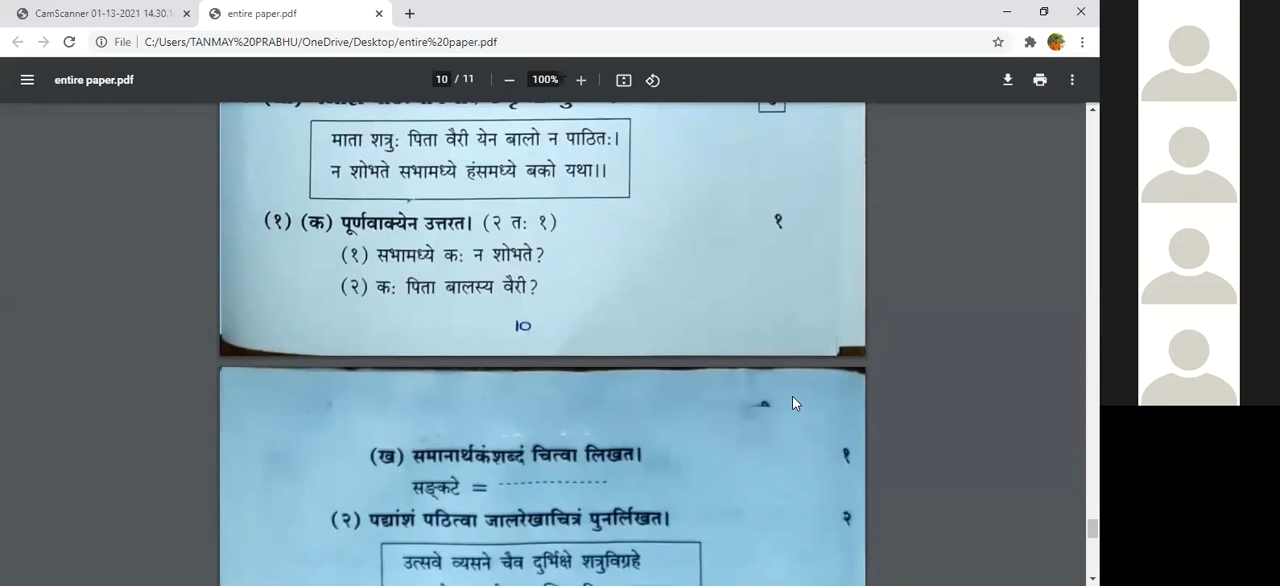 CamScanner 01-13-2021 14.30.1
entire paper.pdf
File C:/Users/TANMAY%20PRABHU/OneDrive/Desktop/entire%20paper.pdf
entire paper.pdf
10 / 11
100%
माता शत्रुः पिता वैरी येन बालो न पाठितः।
न शोभते सभामध्ये हंसमध्ये बको यथा।।
(१) (क) पूर्णवाक्येन उत्तरत। (२ तः १) १
(१) सभामध्ये कः न शोभते?
(२) कः पिता बालस्य वैरी?
10
(ख) समानार्थकंशब्दं चित्वा लिखत। १
सङ्कटे = ------------
(२) पद्यांशं पठित्वा जालरेखाचित्रं पुनर्लिखत। २
उत्सवे व्यसने चैव दुर्भिक्षे शत्रुविग्रहे